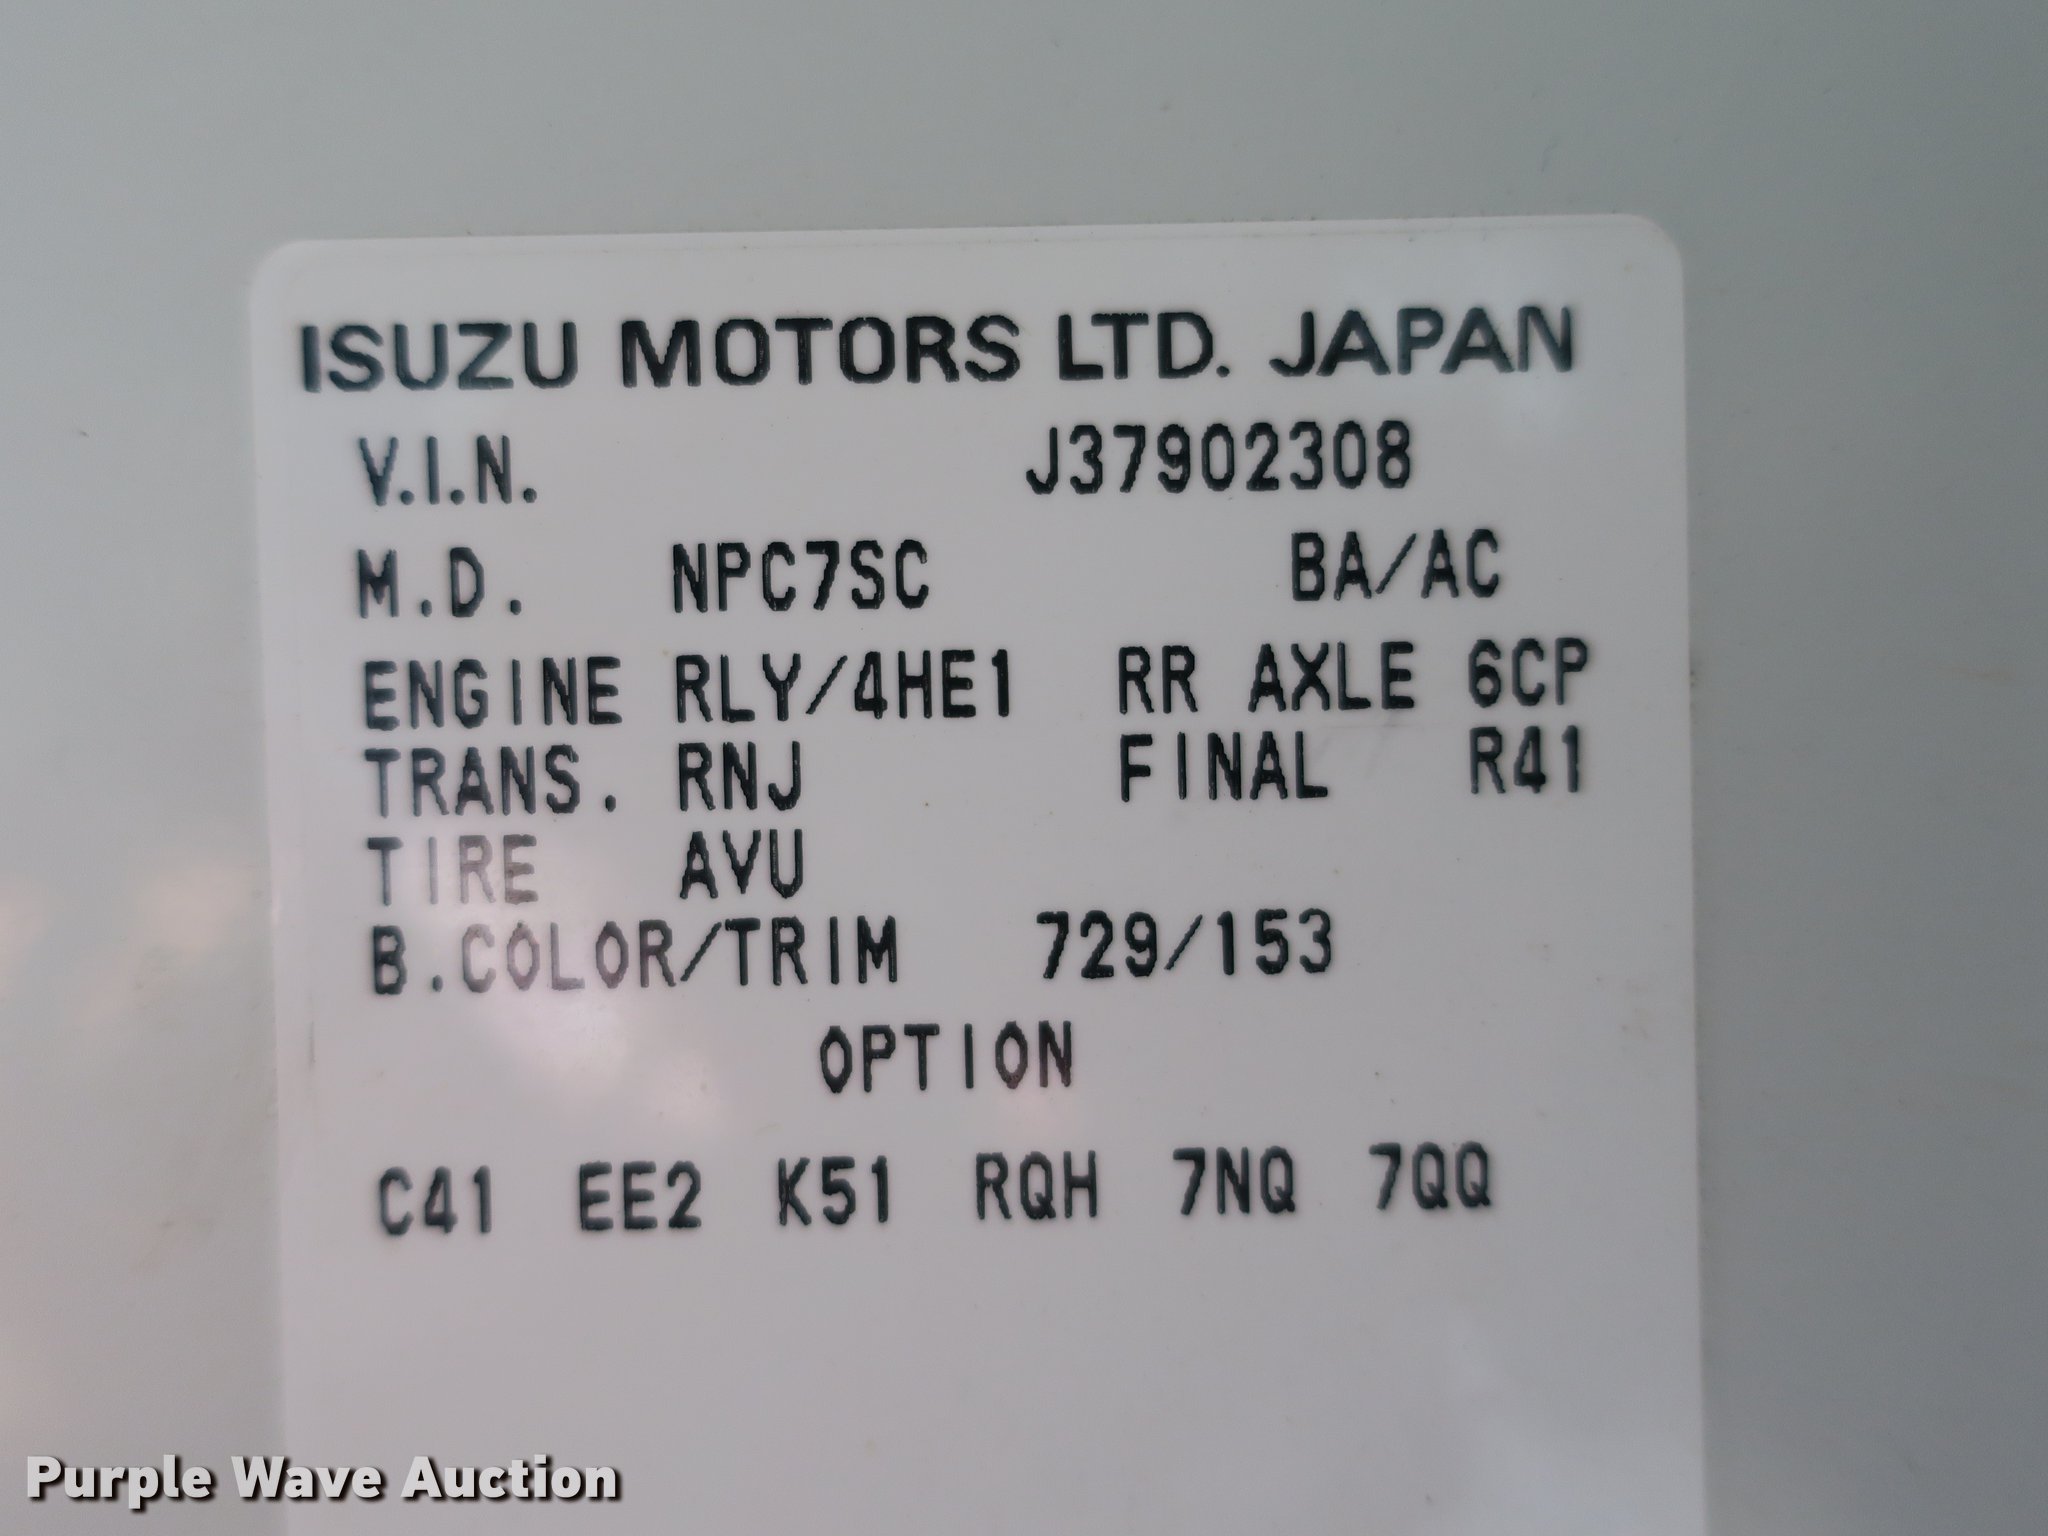 ISUZU MOTORS LTD. JAPAN
V.I.N. J37902308
M.D. NPC7SC BA/AC
ENGINE RLY/4HE1 RR AXLE 6CP
TRANS. RNJ FINAL R41
TIRE AVU
B.COLOR/TRIM 729/153
OPTION
C41 EE2 K51 RQH 7NQ 7QQ
Purple Wave Auction